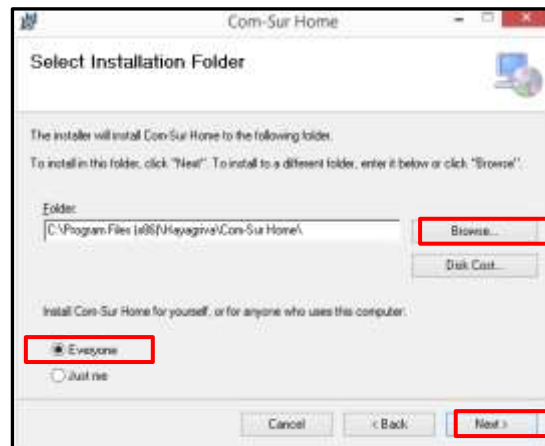 Com-Sur Home
Select Installation Folder
The installer will install Com-Sur Home to the following folder.
To install in this folder, click "Next". To install to a different folder, enter it below or click "Browse".
Folder:
C:\Program Files (x86)\Hayagriva\Com-Sur Home\
Browse...
Disk Cost...
Install Com-Sur Home for yourself, or for anyone who uses this computer:
Everyone
Just me
Cancel
< Back
Next >